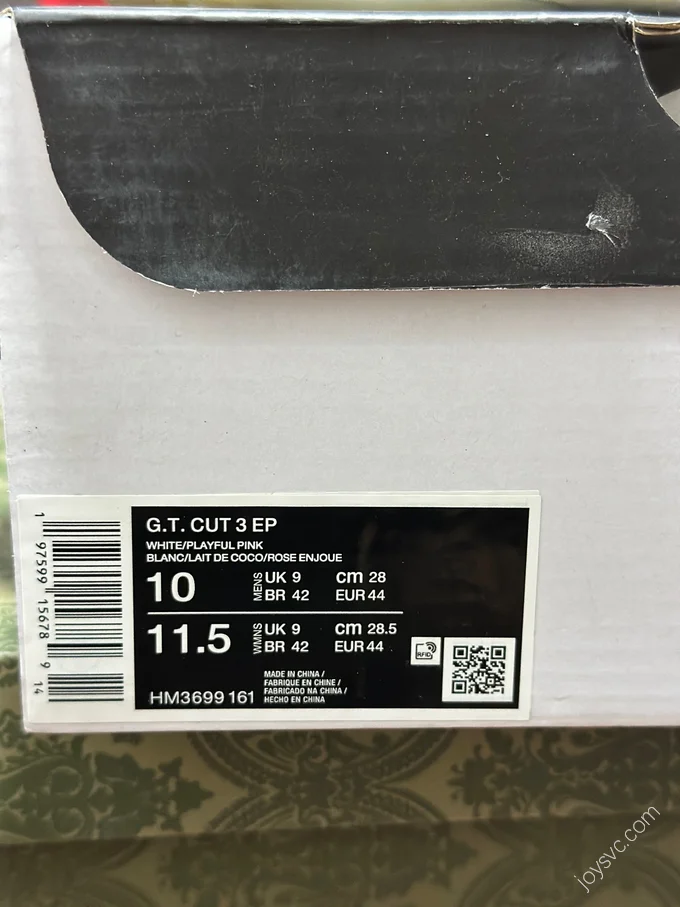 G.T. CUT 3 EP
WHITE/PLAYFUL PINK
BLANC/LAIT DE COCO/ROSE ENJOUE
10 MENS UK 9 cm 28
BR 42 EUR 44
11.5 WMNS UK 9 cm 28.5
BR 42 EUR 44
RFID
HM3699 161
MADE IN CHINA /
FABRIQUE EN CHINE /
FABRICADO NA CHINA /
HECHO EN CHINA
1 97599 15678 9 14
joysvc.com